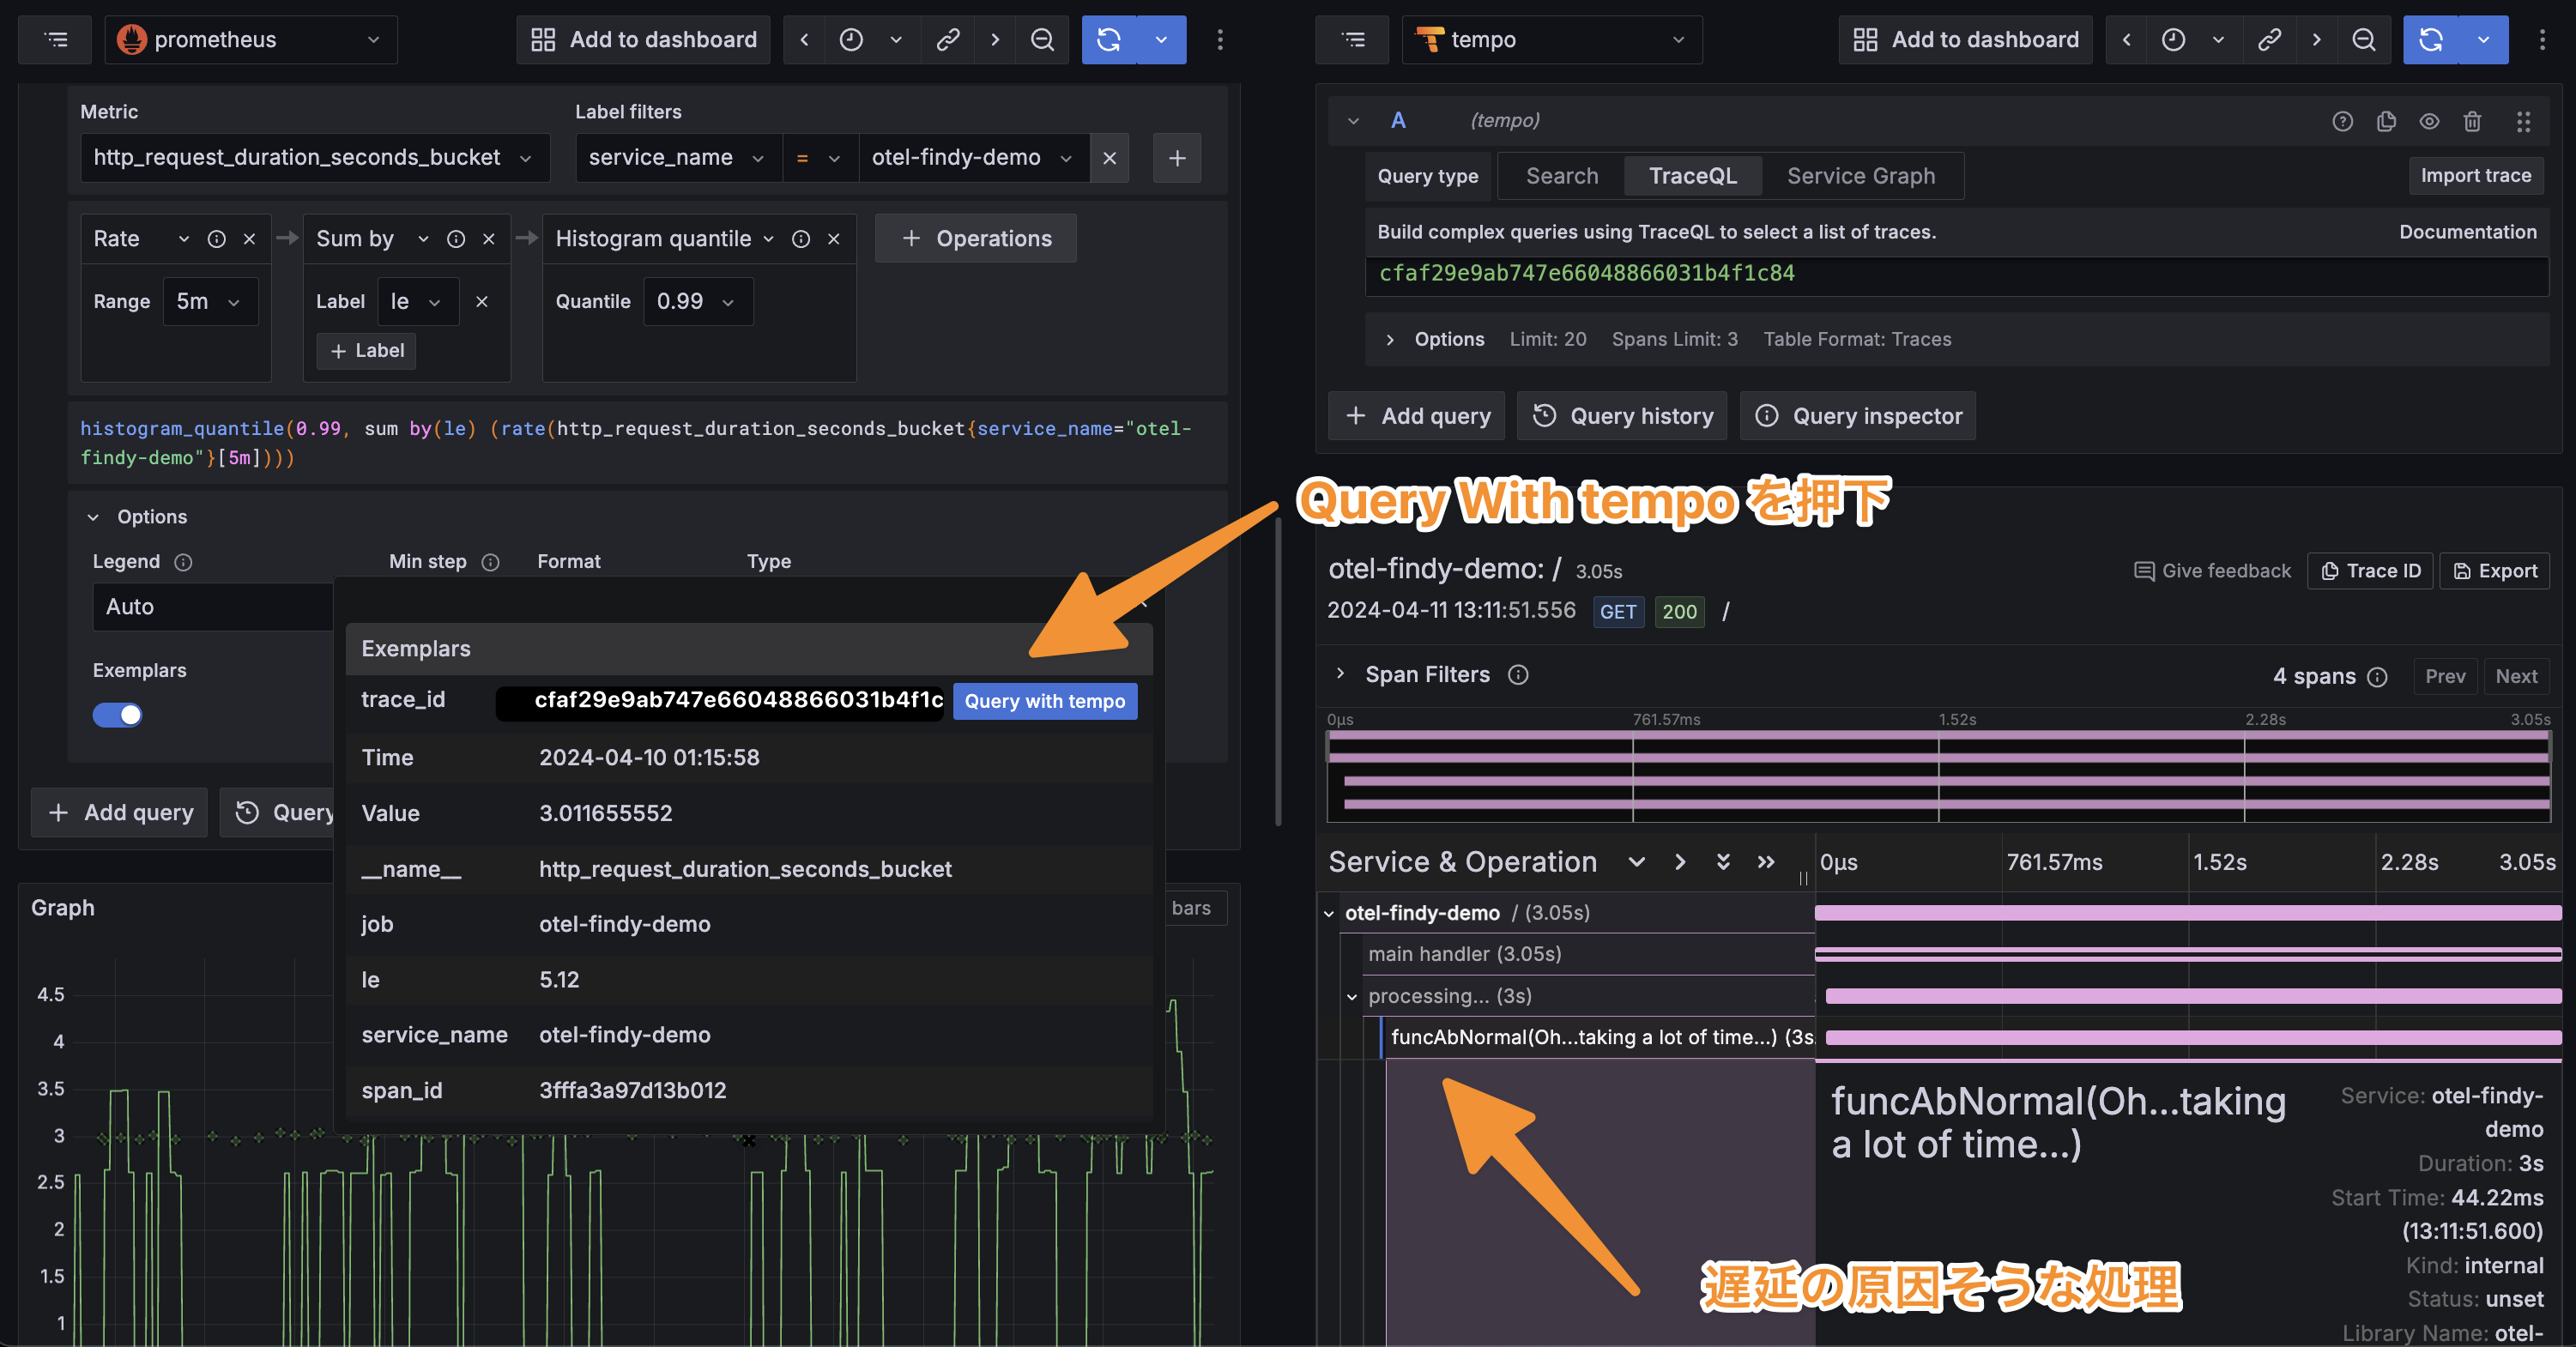 prometheus
Add to dashboard
Metric
Label filters
http_request_duration_seconds_bucket
service_name
=
otel-findy-demo
Rate
Sum by
Histogram quantile
+ Operations
Range
5m
Label
le
Quantile
0.99
+ Label
histogram_quantile(0.99, sum by(le) (rate(http_request_duration_seconds_bucket{service_name="otel-
findy-demo"}[5m])))
Options
Legend
Min step
Format
Type
Auto
Exemplars
Exemplars
trace_id
cfaf29e9ab747e66048866031b4f1c
Query with tempo
Time
2024-04-10 01:15:58
Value
3.011655552
__name__
http_request_duration_seconds_bucket
job
otel-findy-demo
le
5.12
service_name
otel-findy-demo
span_id
3fffa3a97d13b012
+ Add query
Query
Graph
bars
4.5
4
3.5
3
2.5
2
1.5
1
tempo
Add to dashboard
A
(tempo)
Query type
Search
TraceQL
Service Graph
Import trace
Build complex queries using TraceQL to select a list of traces.
Documentation
cfaf29e9ab747e66048866031b4f1c84
Options
Limit: 20
Spans Limit: 3
Table Format: Traces
+ Add query
Query history
Query inspector
Query With tempo を押下
otel-findy-demo: / 3.05s
Give feedback
Trace ID
Export
2024-04-11 13:11:51.556
GET
200
/
Span Filters
4 spans
Prev
Next
0μs
761.57ms
1.52s
2.28s
3.05s
Service & Operation
0μs
761.57ms
1.52s
2.28s
3.05s
otel-findy-demo / (3.05s)
main handler (3.05s)
processing... (3s)
funcAbNormal(Oh...taking a lot of time...) (3s
funcAbNormal(Oh...taking
a lot of time...)
Service: otel-findy-
demo
Duration: 3s
Start Time: 44.22ms
(13:11:51.600)
Kind: internal
Status: unset
Library Name: otel-
遅延の原因そうな処理